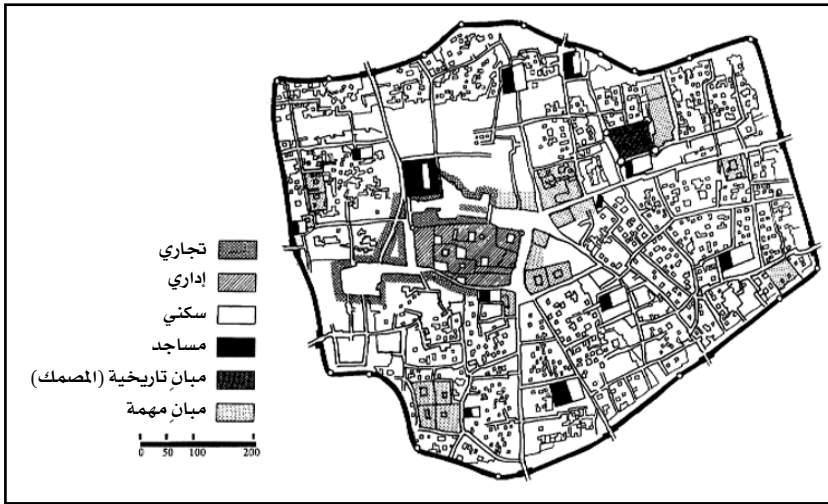 تجاري
إداري
سكني
مساجد
مبانٍ تاريخية (المصمك)
مبانٍ مهمة
0 50 100 200